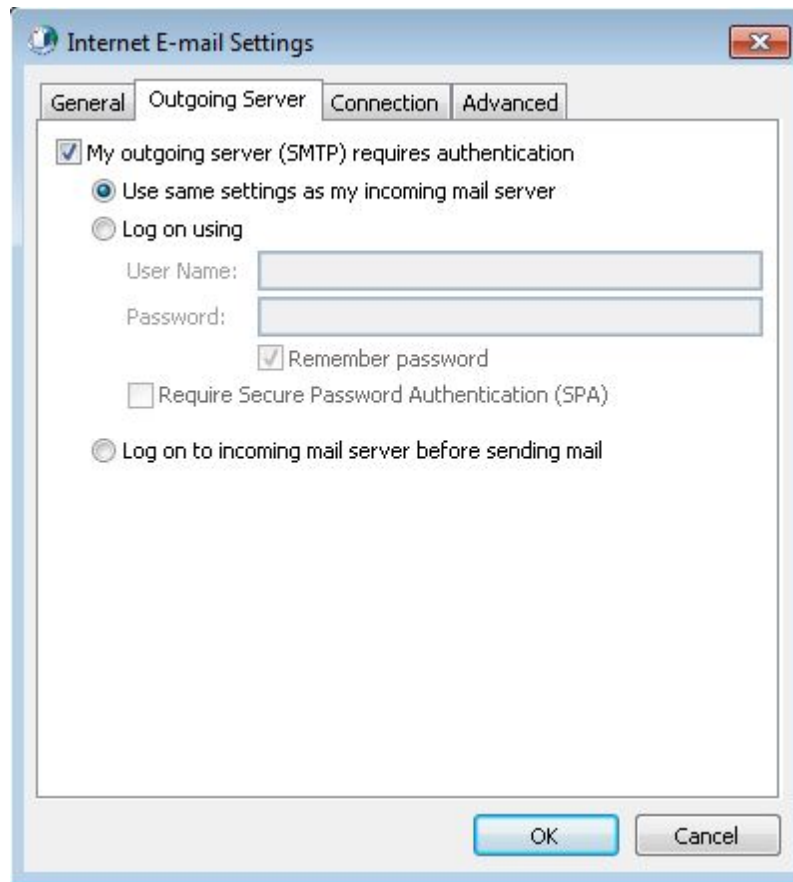 Internet E-mail Settings
General Outgoing Server Connection Advanced
My outgoing server (SMTP) requires authentication
Use same settings as my incoming mail server
Log on using
User Name:
Password:
Remember password
Require Secure Password Authentication (SPA)
Log on to incoming mail server before sending mail
OK Cancel